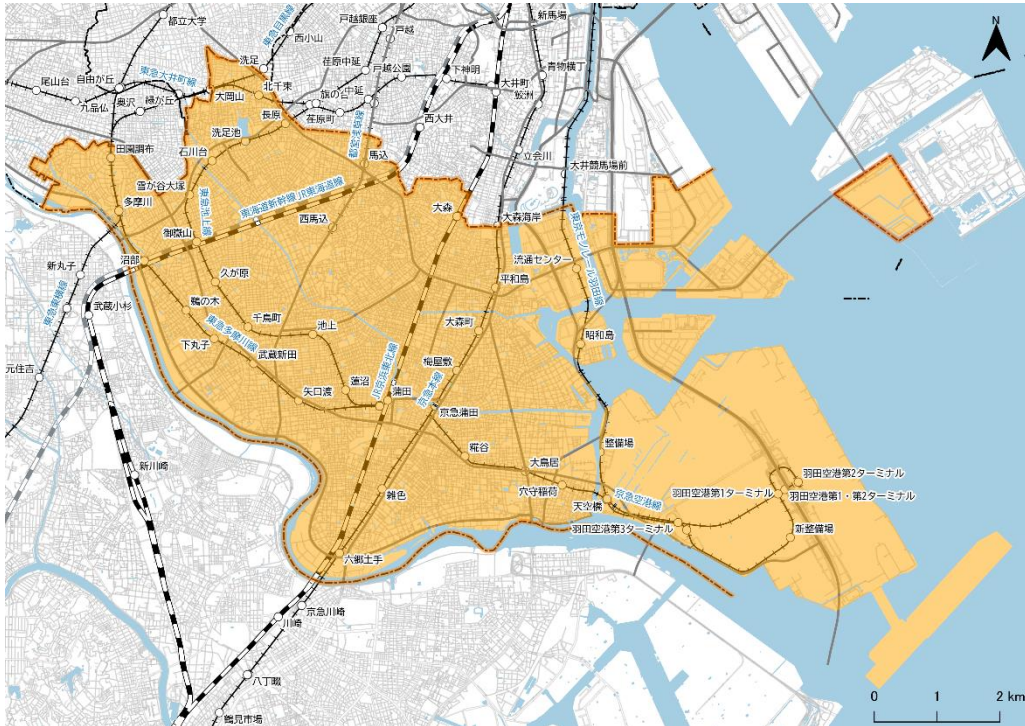 都立大学
戸越銀座
戸越
新馬場
N
東急目黒線
西小山
洗足
荏原中延
戸越公園
下神明
青物横丁
尾山台
自由が丘
東急大井町線
九品仏
奥沢
緑が丘
大岡山
北千束
旗の台
中延
大井町
鮫洲
荏原町
長原
都営浅草線
西大井
洗足池
田園調布
石川台
馬込
立会川
大井競馬場前
雪が谷大塚
多摩川
東急池上線
東海道新幹線
JR東海道線
大森
大森海岸
西馬込
御嶽山
東京モノレール羽田線
流通センター
新丸子
沼部
久が原
平和島
東急東横線
武蔵小杉
鵜の木
千鳥町
池上
大森町
昭和島
東急多摩川線
下丸子
武蔵新田
JR京浜東北線
梅屋敷
元住吉
蓮沼
京急本線
矢口渡
蒲田
京急蒲田
糀谷
整備場
新川崎
大鳥居
雑色
穴守稲荷
京急空港線
羽田空港第1ターミナル
羽田空港第2ターミナル
羽田空港第1・第2ターミナル
天空橋
羽田空港第3ターミナル
新整備場
六郷土手
京急川崎
川崎
八丁畷
鶴見市場
0 1 2 km